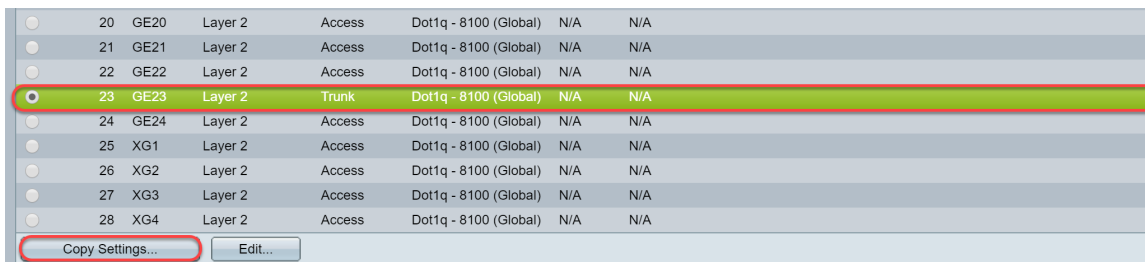 20 GE20 Layer 2 Access Dot1q - 8100 (Global) N/A N/A
21 GE21 Layer 2 Access Dot1q - 8100 (Global) N/A N/A
22 GE22 Layer 2 Access Dot1q - 8100 (Global) N/A N/A
23 GE23 Layer 2 Trunk Dot1q - 8100 (Global) N/A N/A
24 GE24 Layer 2 Access Dot1q - 8100 (Global) N/A N/A
25 XG1 Layer 2 Access Dot1q - 8100 (Global) N/A N/A
26 XG2 Layer 2 Access Dot1q - 8100 (Global) N/A N/A
27 XG3 Layer 2 Access Dot1q - 8100 (Global) N/A N/A
28 XG4 Layer 2 Access Dot1q - 8100 (Global) N/A N/A
Copy Settings... Edit...